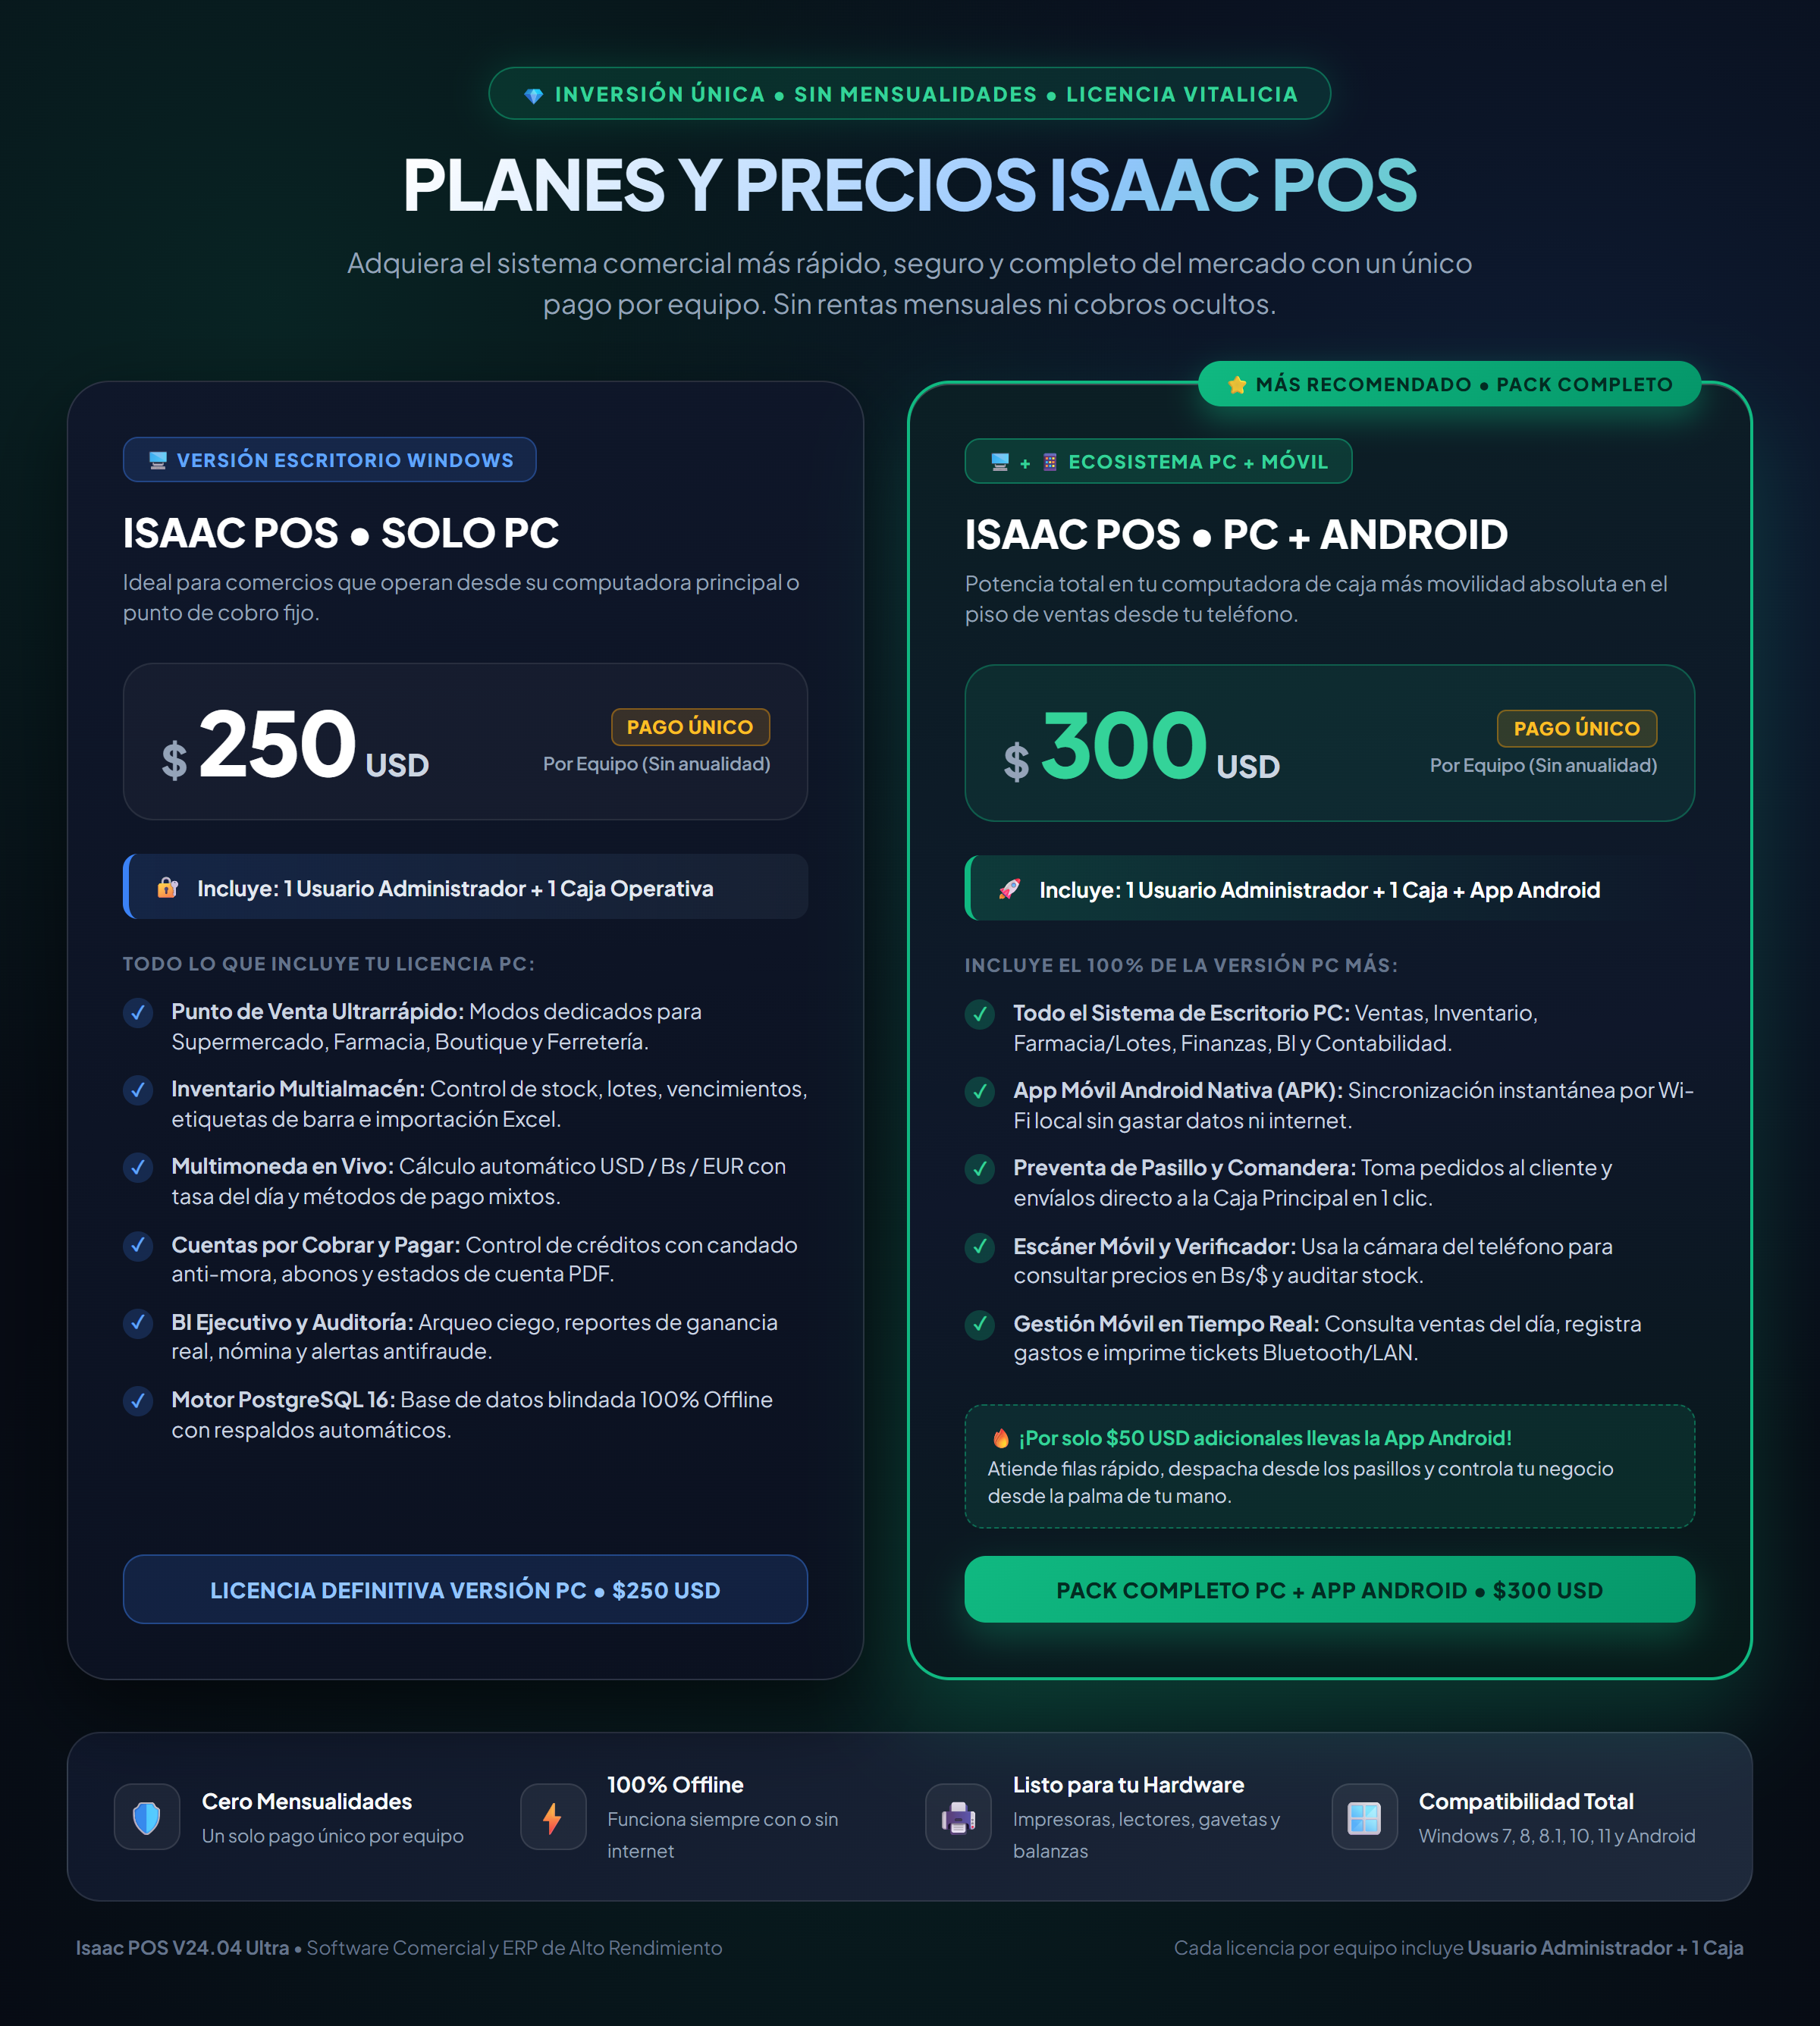 INVERSIÓN ÚNICA • SIN MENSUALIDADES • LICENCIA VITALICIA
PLANES Y PRECIOS ISAAC POS
Adquiera el sistema comercial más rápido, seguro y completo del mercado con un único
pago por equipo. Sin rentas mensuales ni cobros ocultos.
VERSIÓN ESCRITORIO WINDOWS
ISAAC POS • SOLO PC
Ideal para comercios que operan desde su computadora principal o
punto de cobro fijo.
$ 250 USD
PAGO ÚNICO
Por Equipo (Sin anualidad)
Incluye: 1 Usuario Administrador + 1 Caja Operativa
TODO LO QUE INCLUYE TU LICENCIA PC:
✓ Punto de Venta Ultrarrápido: Modos dedicados para
Supermercado, Farmacia, Boutique y Ferretería.
✓ Inventario Multialmacén: Control de stock, lotes, vencimientos,
etiquetas de barra e importación Excel.
✓ Multimoneda en Vivo: Cálculo automático USD / Bs / EUR con
tasa del día y métodos de pago mixtos.
✓ Cuentas por Cobrar y Pagar: Control de créditos con candado
anti-mora, abonos y estados de cuenta PDF.
✓ BI Ejecutivo y Auditoría: Arqueo ciego, reportes de ganancia
real, nómina y alertas antifraude.
✓ Motor PostgreSQL 16: Base de datos blindada 100% Offline
con respaldos automáticos.
LICENCIA DEFINITIVA VERSIÓN PC • $250 USD
MÁS RECOMENDADO • PACK COMPLETO
+ ECOSISTEMA PC + MÓVIL
ISAAC POS • PC + ANDROID
Potencia total en tu computadora de caja más movilidad absoluta en el
piso de ventas desde tu teléfono.
$ 300 USD
PAGO ÚNICO
Por Equipo (Sin anualidad)
Incluye: 1 Usuario Administrador + 1 Caja + App Android
INCLUYE EL 100% DE LA VERSIÓN PC MÁS:
✓ Todo el Sistema de Escritorio PC: Ventas, Inventario,
Farmacia/Lotes, Finanzas, BI y Contabilidad.
✓ App Móvil Android Nativa (APK): Sincronización instantánea por Wi-
Fi local sin gastar datos ni internet.
✓ Preventa de Pasillo y Comandera: Toma pedidos al cliente y
envíalos directo a la Caja Principal en 1 clic.
✓ Escáner Móvil y Verificador: Usa la cámara del teléfono para
consultar precios en Bs/$ y auditar stock.
✓ Gestión Móvil en Tiempo Real: Consulta ventas del día, registra
gastos e imprime tickets Bluetooth/LAN.
¡Por solo $50 USD adicionales llevas la App Android!
Atiende filas rápido, despacha desde los pasillos y controla tu negocio
desde la palma de tu mano.
PACK COMPLETO PC + APP ANDROID • $300 USD
Cero Mensualidades
Un solo pago único por equipo
100% Offline
Funciona siempre con o sin
internet
Listo para tu Hardware
Impresoras, lectores, gavetas y
balanzas
Compatibilidad Total
Windows 7, 8, 8.1, 10, 11 y Android
Isaac POS V24.04 Ultra • Software Comercial y ERP de Alto Rendimiento
Cada licencia por equipo incluye Usuario Administrador + 1 Caja